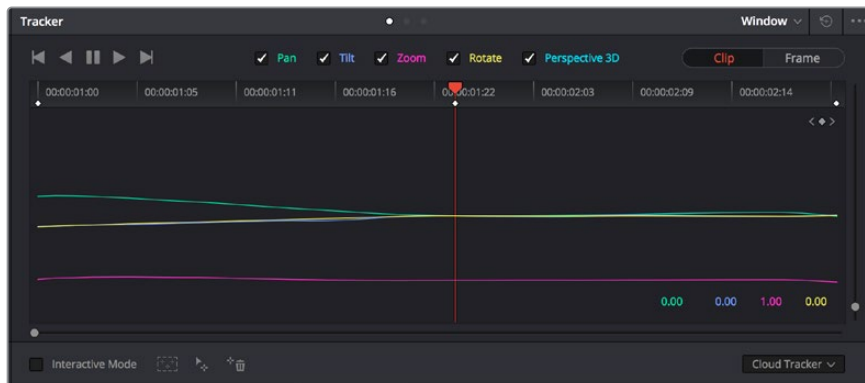 Tracker Window
Pan Tilt Zoom Rotate Perspective 3D Clip Frame
00:00:01:00 00:00:01:05 00:00:01:11 00:00:01:16 00:00:01:22 00:00:02:03 00:00:02:09 00:00:02:14
0.00 0.00 1.00 0.00
Interactive Mode Cloud Tracker